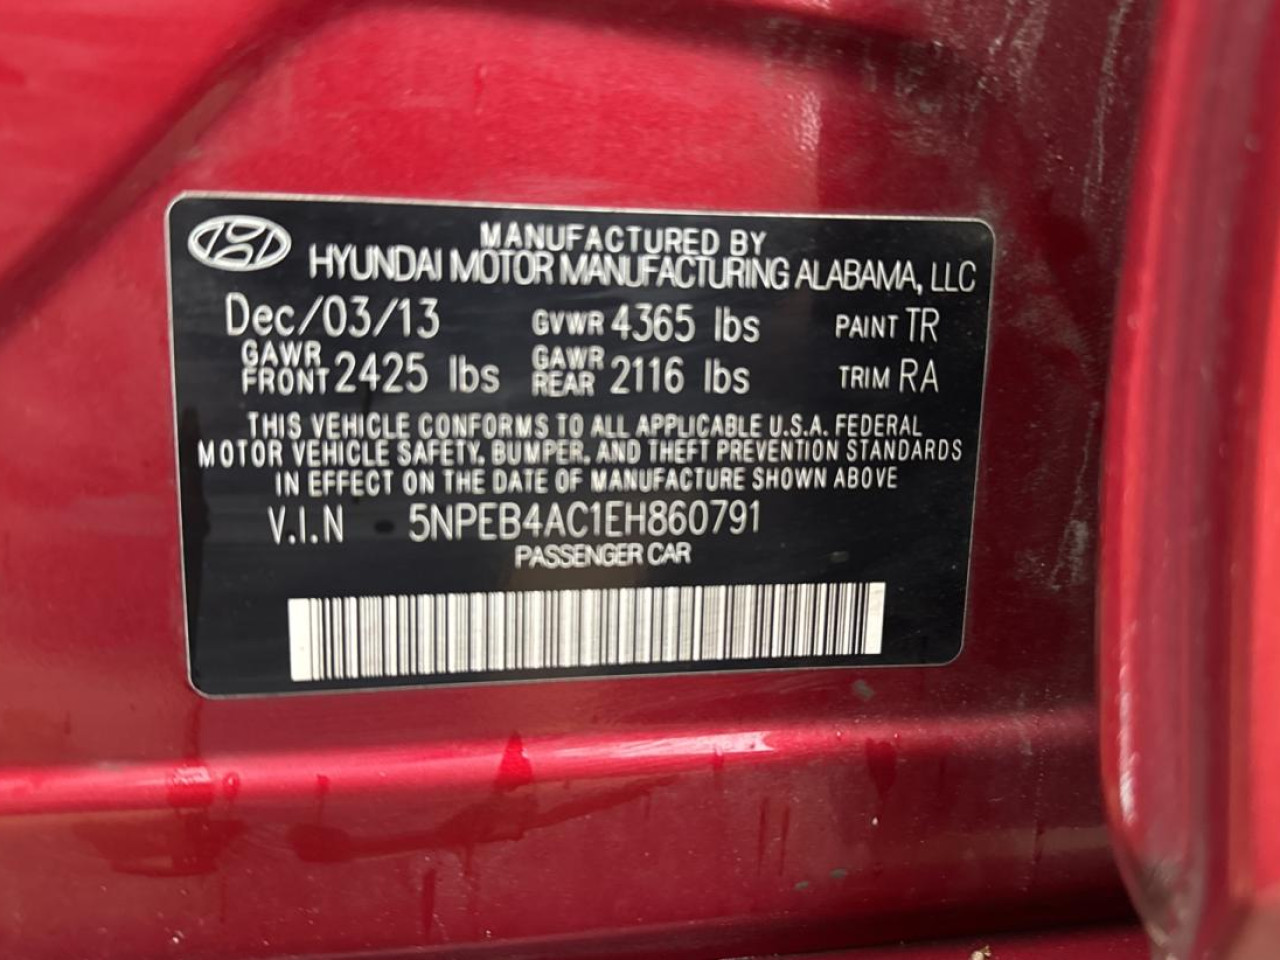 MANUFACTURED BY
HYUNDAI MOTOR MANUFACTURING ALABAMA, LLC
Dec/03/13 GVWR 4365 lbs PAINT TR
GAWR FRONT 2425 lbs GAWR REAR 2116 lbs TRIM RA
THIS VEHICLE CONFORMS TO ALL APPLICABLE U.S.A. FEDERAL
MOTOR VEHICLE SAFETY, BUMPER, AND THEFT PREVENTION STANDARDS
IN EFFECT ON THE DATE OF MANUFACTURE SHOWN ABOVE
V.I.N 5NPEB4AC1EH860791
PASSENGER CAR